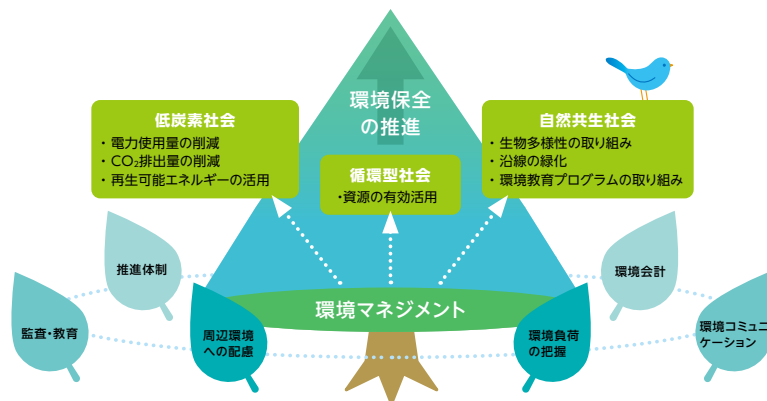 環境保全
の推進
低炭素社会
・電力使用量の削減
・CO₂排出量の削減
・再生可能エネルギーの活用
循環型社会
・資源の有効活用
自然共生社会
・生物多様性の取り組み
・沿線の緑化
・環境教育プログラムの取り組み
推進体制
環境会計
環境マネジメント
監査・教育
周辺環境
への配慮
環境負荷
の把握
環境コミュニ
ケーション